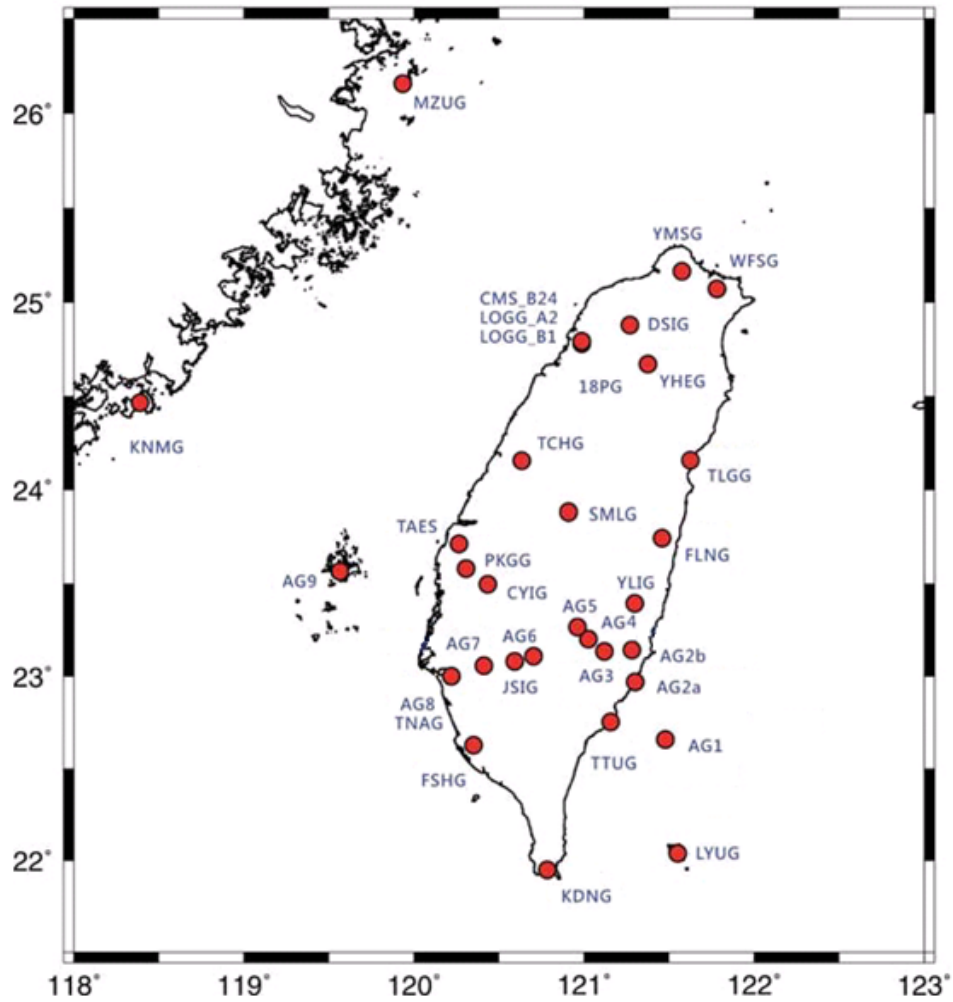 26°
MZUG
YMSG
WFSG
25°
CMS_B24
LOGG_A2
LOGG_B1
DSIG
18PG
YHEG
KNMG
TCHG
TLGG
24°
SMLG
TAES
FLNG
PKGG
AG9
CYIG
YLIG
AG5
AG4
AG7
AG6
AG2b
23°
AG3
JSIG
AG2a
AG8
TNAG
AG1
TTUG
FSHG
22°
LYUG
KDNG
118°
119°
120°
121°
122°
123°